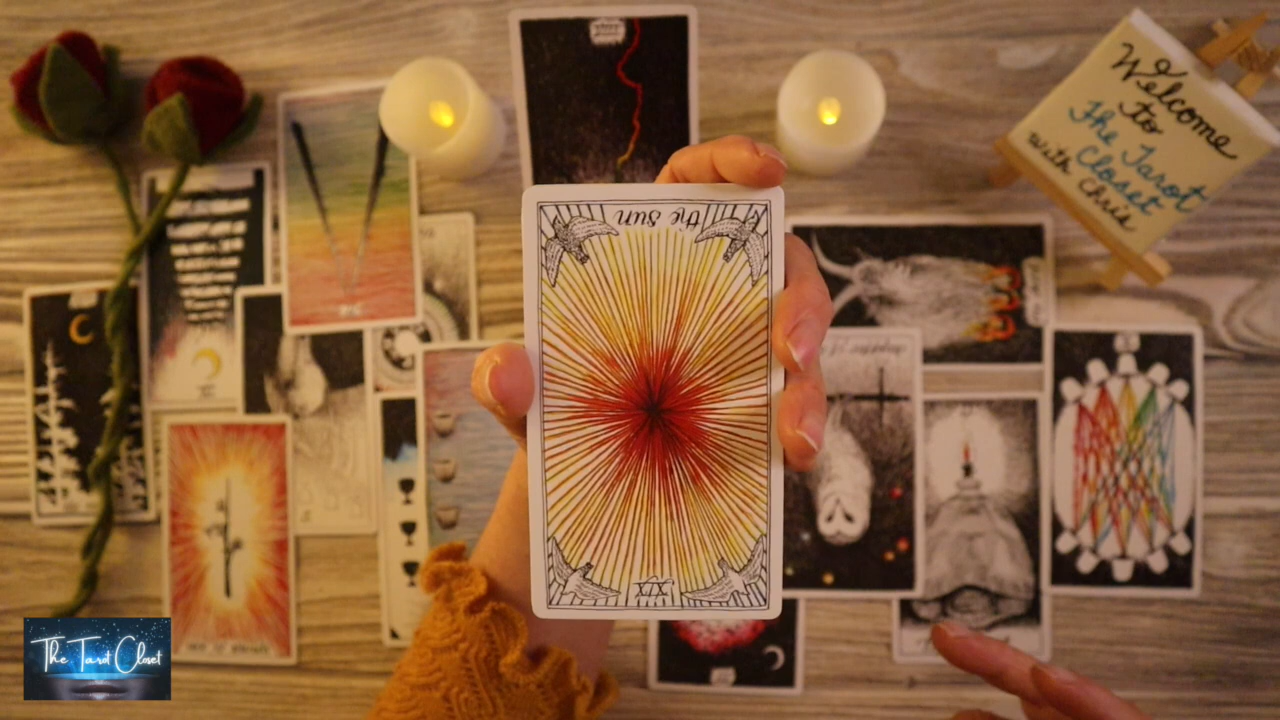 Welcome
to
The Tarot
Closet
with Chris
the Sun
XIX
The Tarot Closet